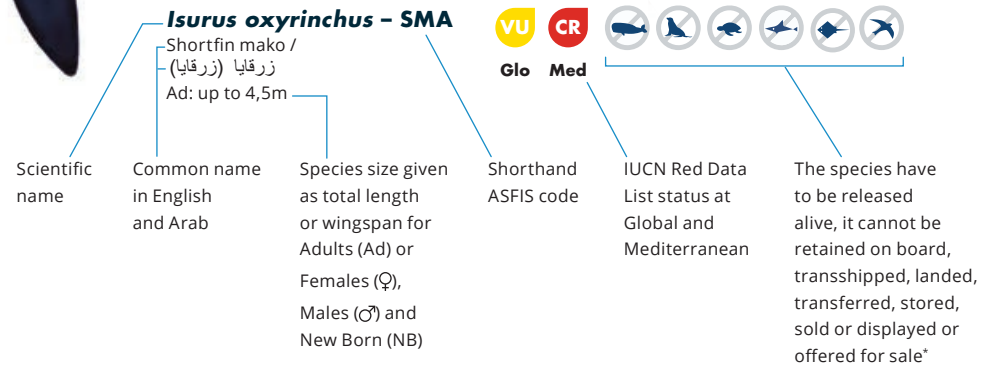 Isurus oxyrinchus – SMA
Shortfin mako /
زرقايا (زرقايا)
Ad: up to 4,5m
VU CR
Glo Med
Scientific
name
Common name
in English
and Arab
Species size given
as total length
or wingspan for
Adults (Ad) or
Females (♀),
Males (♂) and
New Born (NB)
Shorthand
ASFIS code
IUCN Red Data
List status at
Global and
Mediterranean
The species have
to be released
alive, it cannot be
retained on board,
transshipped, landed,
transferred, stored,
sold or displayed or
offered for sale*